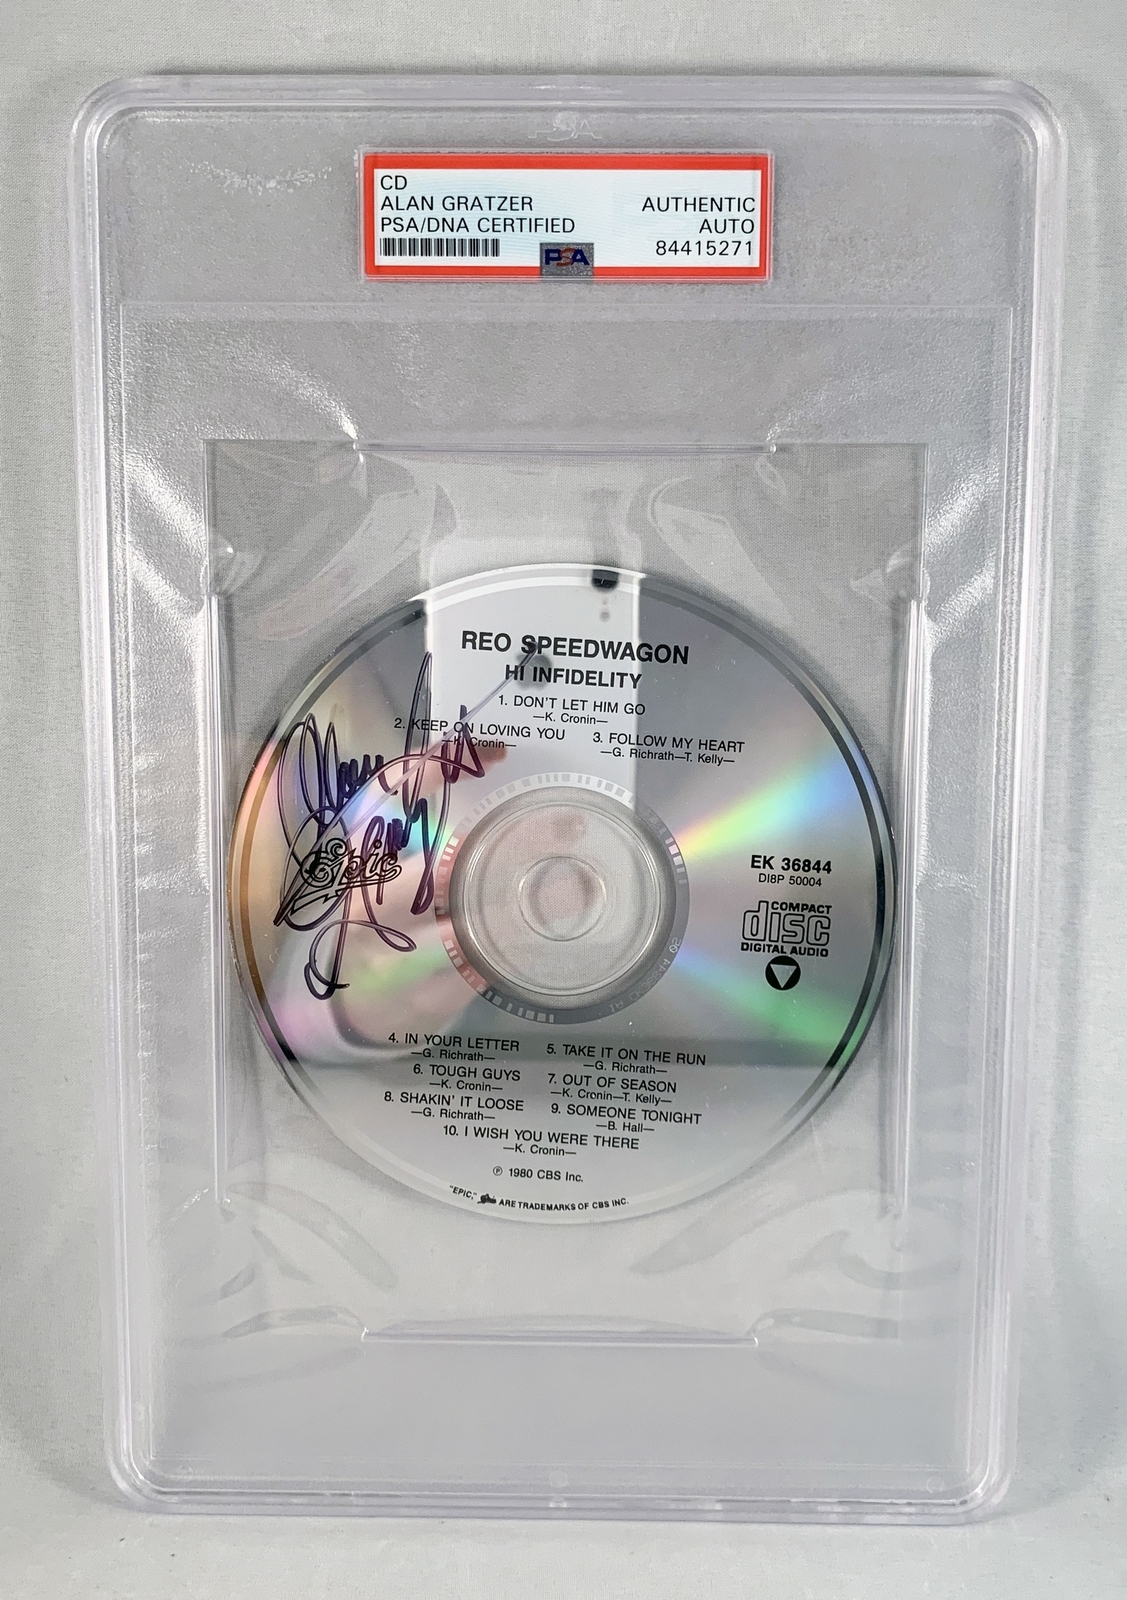 PSA
CD
ALAN GRATZER
PSA/DNA CERTIFIED
AUTHENTIC
AUTO
84415271
PSA
REO SPEEDWAGON
HI INFIDELITY
1. DON'T LET HIM GO
—K. Cronin—
2. KEEP ON LOVING YOU
—K. Cronin—
3. FOLLOW MY HEART
—G. Richrath—T. Kelly—
Epic
EK 36844
DI8P 50004
COMPACT
disc
DIGITAL AUDIO
4. IN YOUR LETTER
—G. Richrath—
5. TAKE IT ON THE RUN
—G. Richrath—
6. TOUGH GUYS
—K. Cronin—
7. OUT OF SEASON
—K. Cronin—T. Kelly—
8. SHAKIN' IT LOOSE
—G. Richrath—
9. SOMEONE TONIGHT
—B. Hall—
10. I WISH YOU WERE THERE
—K. Cronin—
℗ 1980 CBS Inc.
"EPIC," ARE TRADEMARKS OF CBS INC.